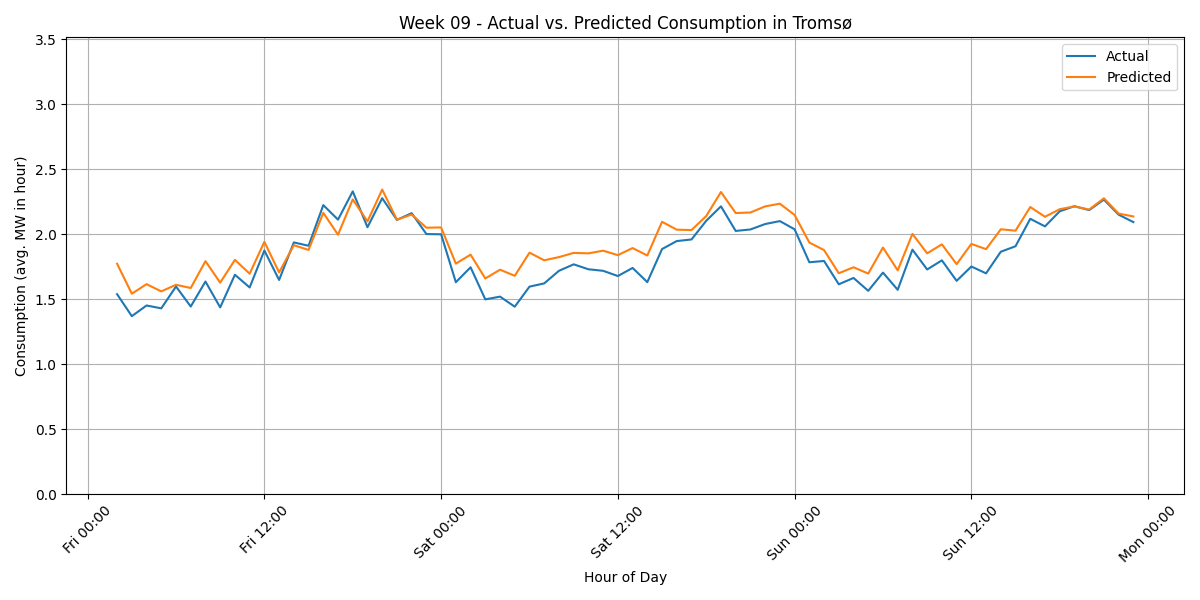 Week 09 - Actual vs. Predicted Consumption in Tromsø
Actual
Predicted
Consumption (avg. MW in hour)
3.5
3.0
2.5
2.0
1.5
1.0
0.5
0.0
Fri 00:00
Fri 12:00
Sat 00:00
Sat 12:00
Sun 00:00
Sun 12:00
Mon 00:00
Hour of Day